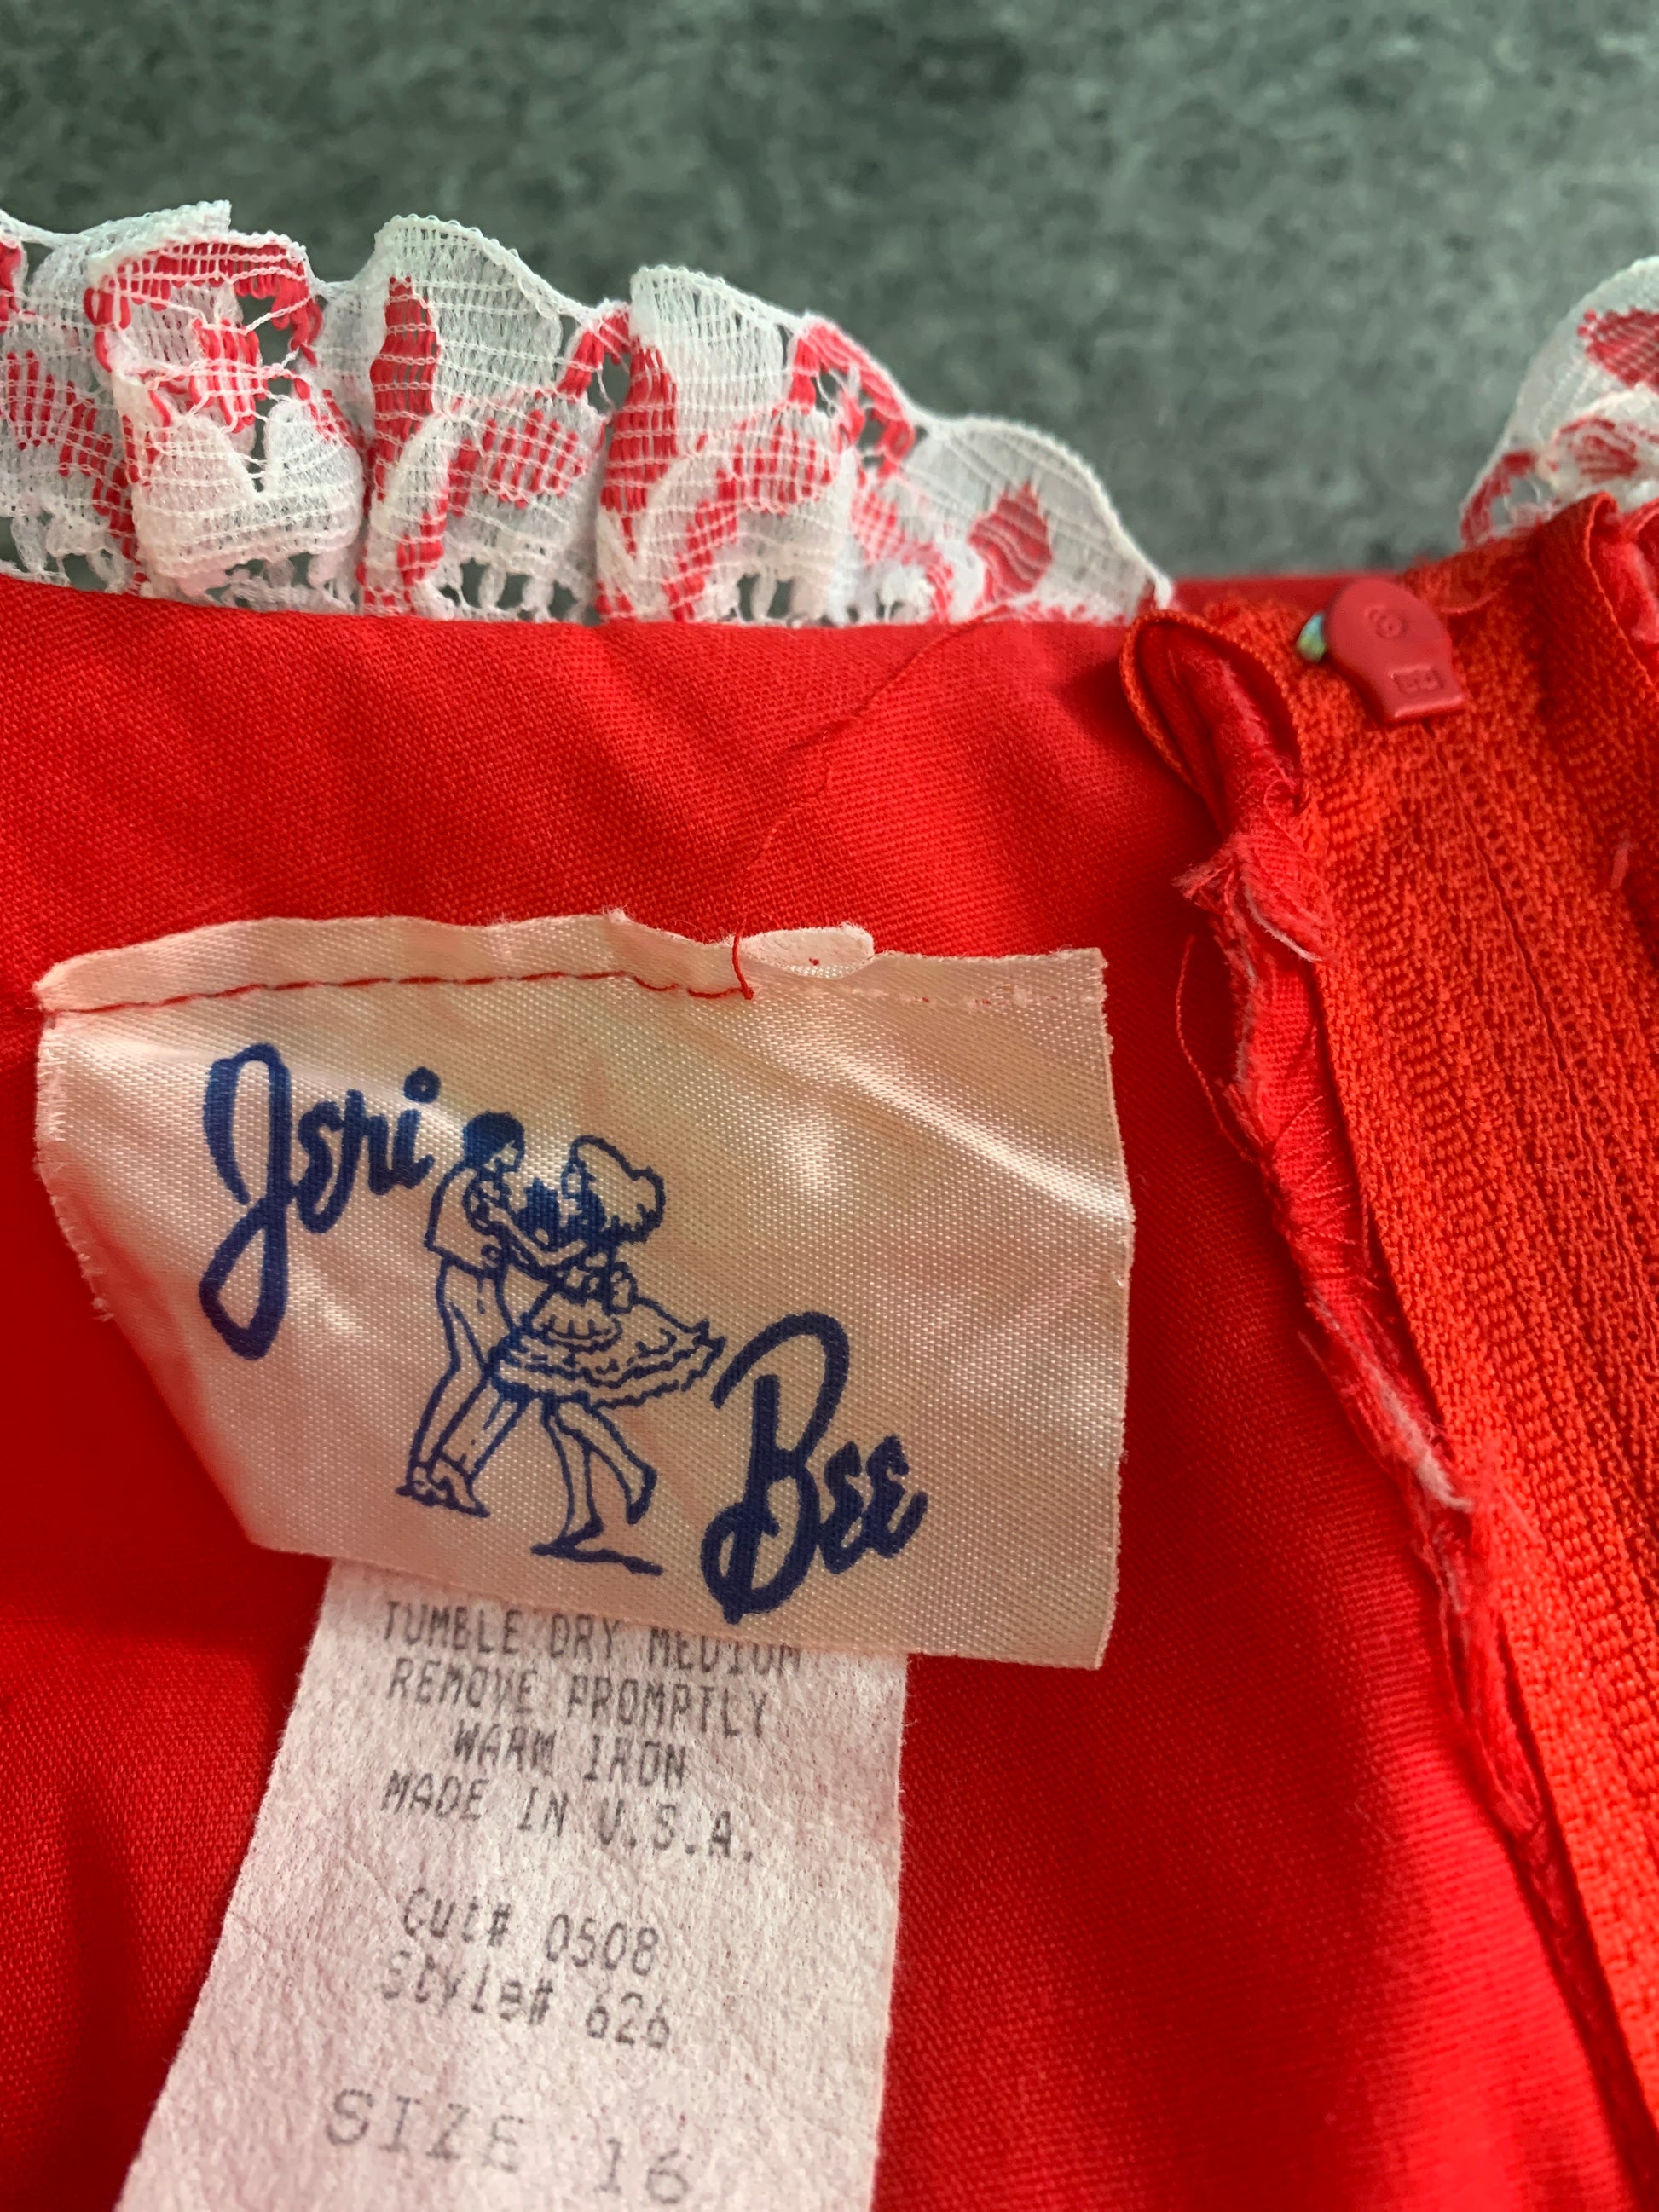 Jeri
Bee
TUMBLE DRY MEDIUM
REMOVE PROMPTLY
WARM IRON
MADE IN U.S.A.
Cut# 0508
Style# 626
SIZE 16